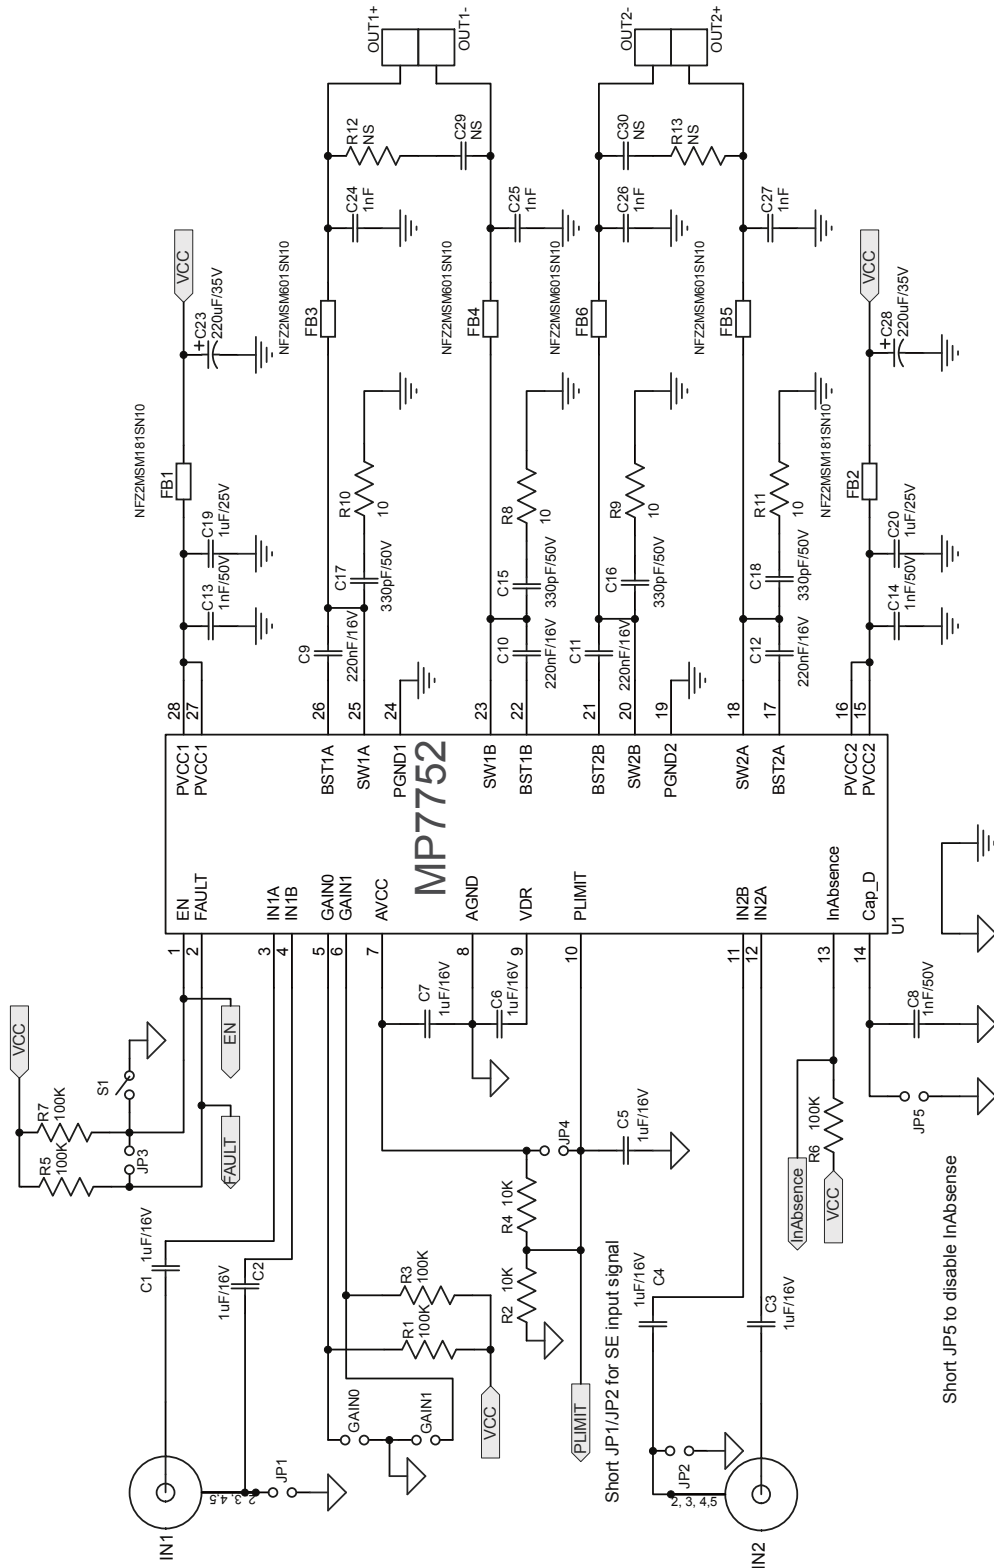 OUT1+
OUT1-
OUT2-
OUT2+
R12
NS
C29
NS
C30
NS
R13
NS
C24
1nF
C25
1nF
C26
1nF
C27
1nF
VCC
C23
+
220uF/35V
NFZ2MSM601SN10
FB3
NFZ2MSM601SN10
FB4
NFZ2MSM601SN10
FB6
NFZ2MSM601SN10
FB5
VCC
C28
+
220uF/35V
NFZ2MSM181SN10
FB1
R10
10
R8
10
R9
10
R11
10
NFZ2MSM181SN10
FB2
C19
1uF/25V
C13
1nF/50V
C17
330pF/50V
C15
330pF/50V
C16
330pF/50V
C18
330pF/50V
C20
1uF/25V
C14
1nF/50V
C9
220nF/16V
C10
220nF/16V
C11
220nF/16V
C12
220nF/16V
28
27
26
25
24
23
22
21
20
19
18
17
16
15
PVCC1
PVCC1
BST1A
SW1A
PGND1
SW1B
BST1B
BST2B
SW2B
PGND2
SW2A
BST2A
PVCC2
PVCC2
MP7752
EN
FAULT
IN1A
IN1B
GAIN0
GAIN1
AVCC
AGND
VDR
PLIMIT
IN2B
IN2A
InAbsence
Cap_D
U1
1
2
3
4
5
6
7
8
9
10
11
12
13
14
VCC
S1
EN
FAULT
R7
100K
R5
100K
JP3
C7
1uF/16V
C6
1uF/16V
JP4
C5
1uF/16V
C8
1nF/50V
JP5
InAbsence
R6
100K
VCC
C1
1uF/16V
C2
1uF/16V
R3
100K
R1
100K
R4
10K
R2
10K
C4
1uF/16V
C3
1uF/16V
GAIN0
GAIN1
VCC
PLIMIT
Short JP1/JP2 for SE input signal
Short JP5 to disable InAbsense
2, 3, 4,5
JP1
IN1
JP2
2, 3, 4,5
IN2